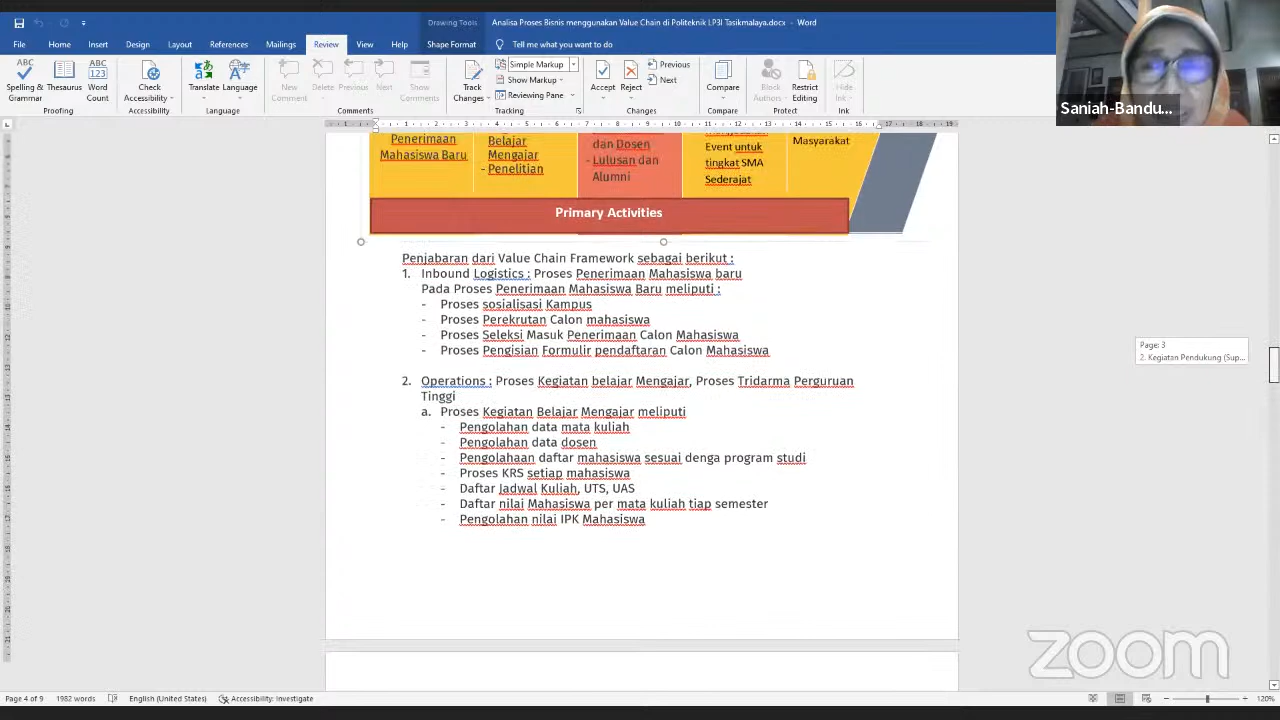 Drawing Tools
Analisa Proses Bisnis menggunakan Value Chain di Politeknik LP3I Tasikmalaya.docx - Word
File Home Insert Design Layout References Mailings Review View Help Shape Format Tell me what you want to do
Spelling & Grammar
Thesaurus
Word Count
Proofing
Check Accessibility
Accessibility
Translate
Language
Language
New Comment
Delete
Previous
Next
Show Comments
Comments
Track Changes
Simple Markup
Show Markup
Reviewing Pane
Tracking
Accept
Reject
Previous
Next
Changes
Compare
Compare
Block Authors
Restrict Editing
Protect
Hide Ink
Ink
Saniah-Bandu...
Penerimaan
Mahasiswa Baru
Belajar
Mengajar
- Penelitian
dan Dosen
- Lulusan dan
Alumni
Event untuk
tingkat SMA
Sederajat
Masyarakat
Primary Activities
Penjabaran dari Value Chain Framework sebagai berikut :
1. Inbound Logistics : Proses Penerimaan Mahasiswa baru
Pada Proses Penerimaan Mahasiswa Baru meliputi :
- Proses sosialisasi Kampus
- Proses Perekrutan Calon mahasiswa
- Proses Seleksi Masuk Penerimaan Calon Mahasiswa
- Proses Pengisian Formulir pendaftaran Calon Mahasiswa
2. Operations : Proses Kegiatan belajar Mengajar, Proses Tridarma Perguruan
Tinggi
a. Proses Kegiatan Belajar Mengajar meliputi
- Pengolahan data mata kuliah
- Pengolahan data dosen
- Pengolahaan daftar mahasiswa sesuai denga program studi
- Proses KRS setiap mahasiswa
- Daftar Jadwal Kuliah, UTS, UAS
- Daftar nilai Mahasiswa per mata kuliah tiap semester
- Pengolahan nilai IPK Mahasiswa
Page: 3
2. Kegiatan Pendukung (Sup...
zoom
Page 4 of 9 1982 words English (United States) Accessibility: Investigate 120%